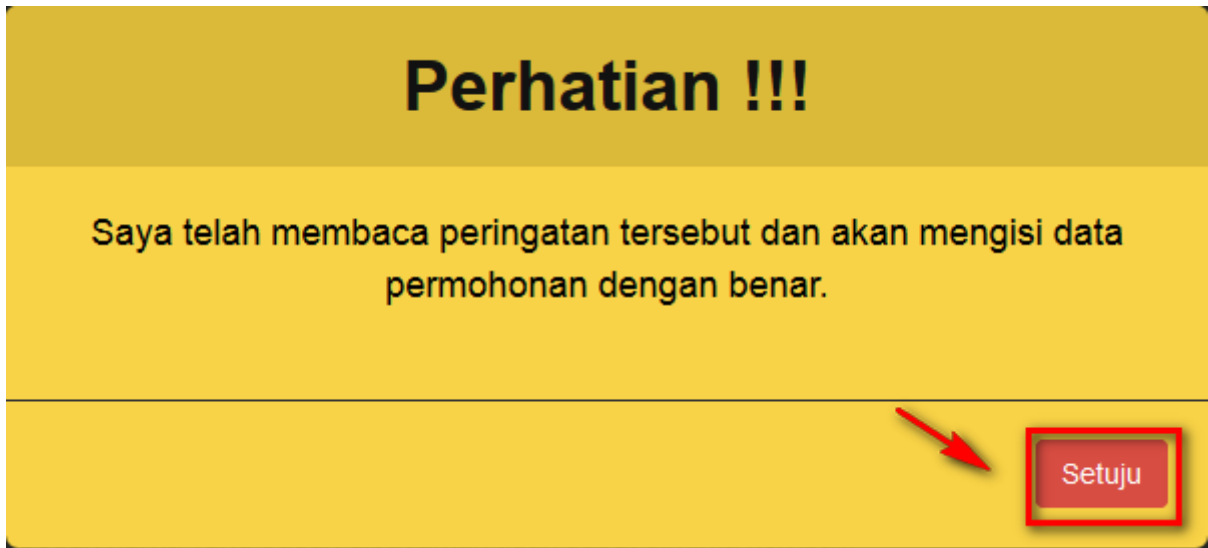 Perhatian !!!
Saya telah membaca peringatan tersebut dan akan mengisi data
permohonan dengan benar.
Setuju